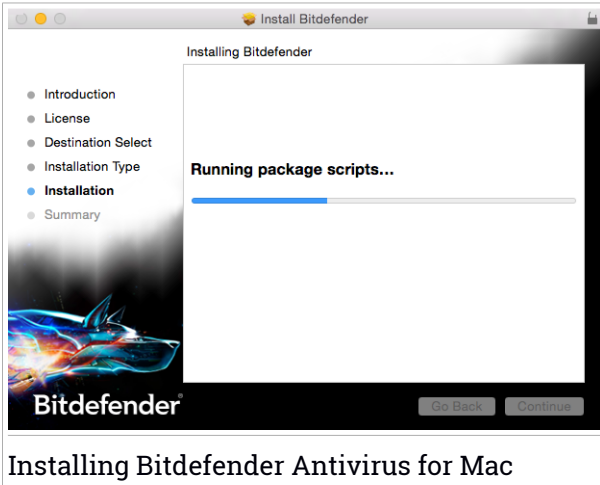 Install Bitdefender
Installing Bitdefender
Introduction
License
Destination Select
Installation Type
Installation
Summary
Running package scripts...
Bitdefender®
Go Back
Continue
Installing Bitdefender Antivirus for Mac